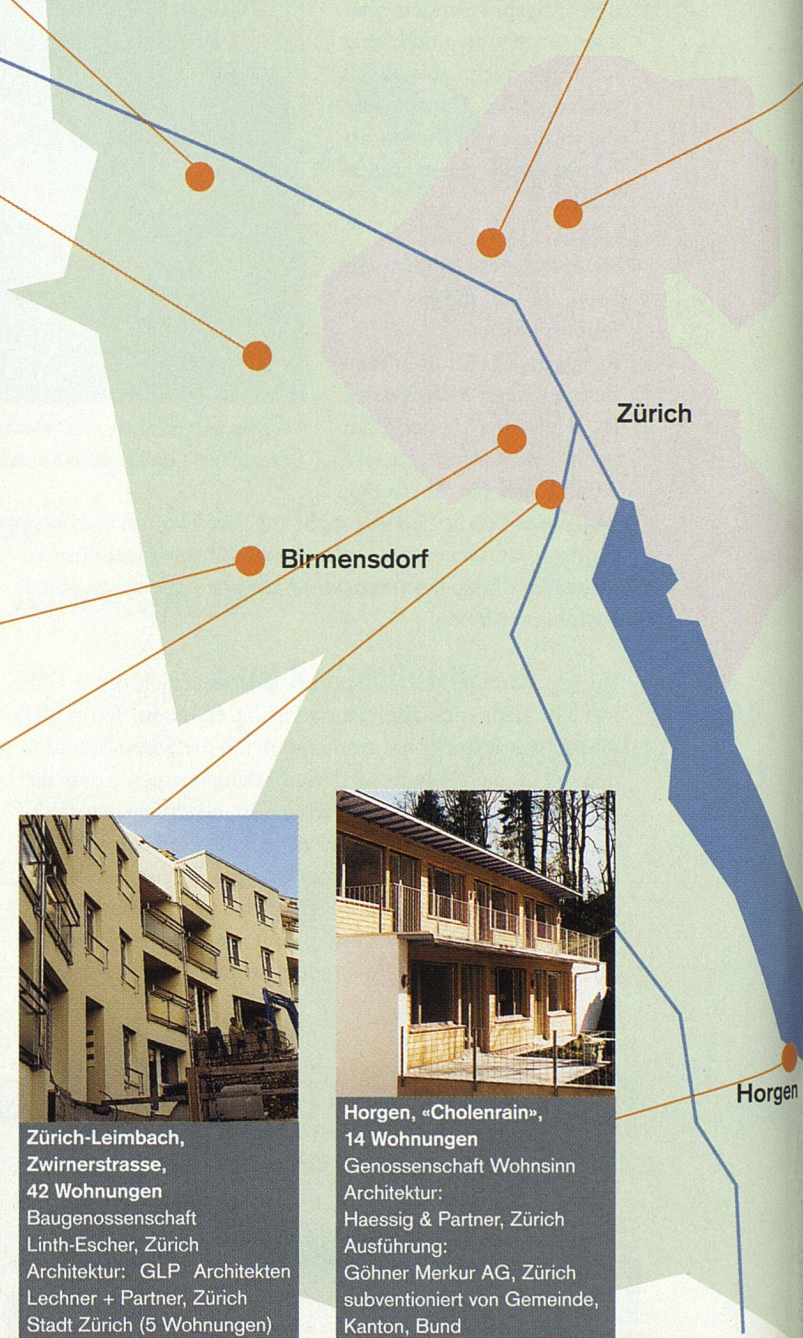 Zürich
Birmensdorf
Horgen
Zürich-Leimbach,
Zwirnerstrasse,
42 Wohnungen
Baugenossenschaft
Linth-Escher, Zürich
Architektur: GLP Architekten
Lechner + Partner, Zürich
Stadt Zürich (5 Wohnungen)
Horgen, «Cholenrain»,
14 Wohnungen
Genossenschaft Wohnsinn
Architektur:
Haessig & Partner, Zürich
Ausführung:
Göhner Merkur AG, Zürich
subventioniert von Gemeinde,
Kanton, Bund